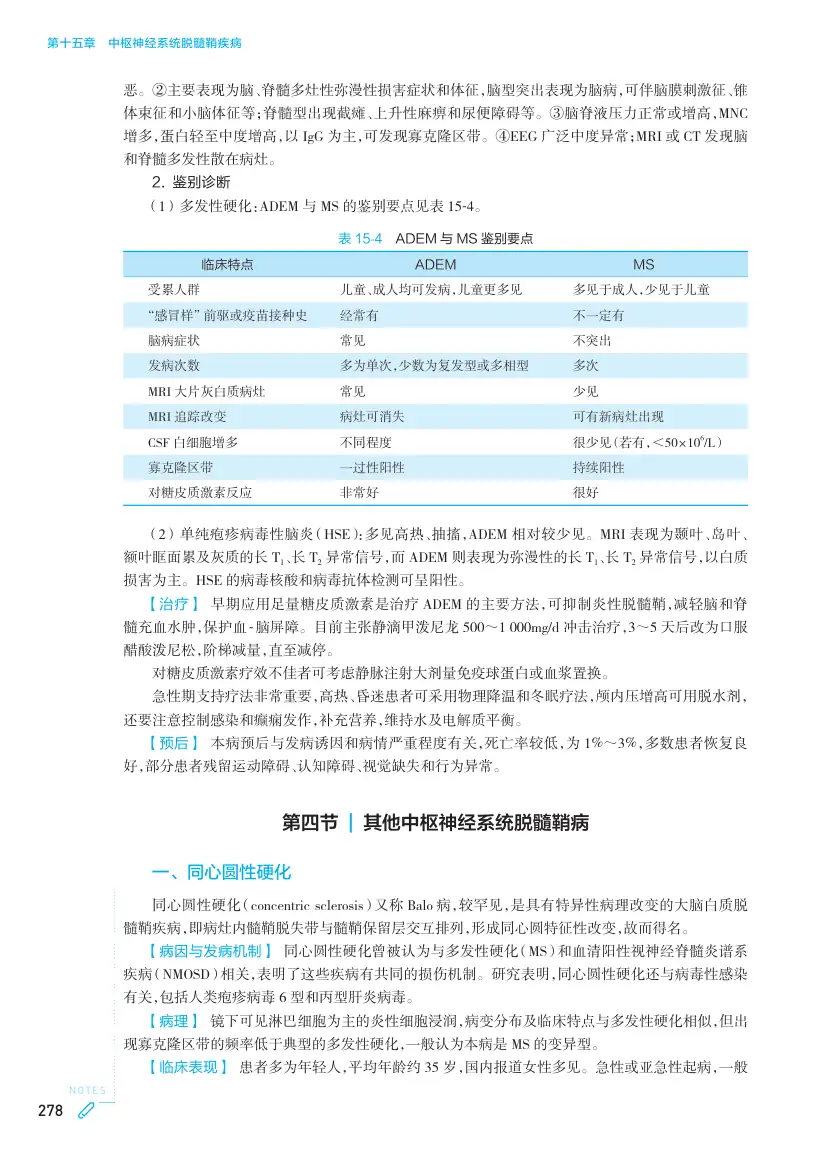 第十五章 中枢神经系统脱髓鞘疾病
恶。②主要表现为脑、脊髓多灶性弥漫性损害症状和体征,脑型突出表现为脑病,可伴脑膜刺激征、锥
体束征和小脑体征等;脊髓型出现截瘫、上升性麻痹和尿便障碍等。③脑脊液压力正常或增高,MNC
增多,蛋白轻至中度增高,以 IgG 为主,可发现寡克隆区带。④EEG 广泛中度异常;MRI 或 CT 发现脑
和脊髓多发性散在病灶。
2. 鉴别诊断
(1)多发性硬化:ADEM 与 MS 的鉴别要点见表 15-4。
表 15-4 ADEM 与 MS 鉴别要点
临床特点 ADEM MS
受累人群 儿童、成人均可发病,儿童更多见 多见于成人,少见于儿童
“感冒样”前驱或疫苗接种史 经常有 不一定有
脑病症状 常见 不突出
发病次数 多为单次,少数为复发型或多相型 多次
MRI 大片灰白质病灶 常见 少见
MRI 追踪改变 病灶可消失 可有新病灶出现
CSF 白细胞增多 不同程度 很少见(若有,<50×10⁶/L)
寡克隆区带 一过性阳性 持续阳性
对糖皮质激素反应 非常好 很好
(2)单纯疱疹病毒性脑炎(HSE):多见高热、抽搐,ADEM 相对较少见。MRI 表现为颞叶、岛叶、
额叶眶面累及灰质的长 T₁、长 T₂ 异常信号,而 ADEM 则表现为弥漫性的长 T₁、长 T₂ 异常信号,以白质
损害为主。HSE 的病毒核酸和病毒抗体检测可呈阳性。
【治疗】 早期应用足量糖皮质激素是治疗 ADEM 的主要方法,可抑制炎性脱髓鞘,减轻脑和脊
髓充血水肿,保护血-脑屏障。目前主张静滴甲泼尼龙 500～1 000mg/d 冲击治疗,3～5 天后改为口服
醋酸泼尼松,阶梯减量,直至减停。
对糖皮质激素疗效不佳者可考虑静脉注射大剂量免疫球蛋白或血浆置换。
急性期支持疗法非常重要,高热、昏迷患者可采用物理降温和冬眠疗法,颅内压增高可用脱水剂,
还要注意控制感染和癫痫发作,补充营养,维持水及电解质平衡。
【预后】 本病预后与发病诱因和病情严重程度有关,死亡率较低,为 1%～3%,多数患者恢复良
好,部分患者残留运动障碍、认知障碍、视觉缺失和行为异常。
第四节 | 其他中枢神经系统脱髓鞘病
一、同心圆性硬化
同心圆性硬化(concentric sclerosis)又称 Balo 病,较罕见,是具有特异性病理改变的大脑白质脱
髓鞘疾病,即病灶内髓鞘脱失带与髓鞘保留层交互排列,形成同心圆特征性改变,故而得名。
【病因与发病机制】 同心圆性硬化曾被认为与多发性硬化(MS)和血清阳性视神经脊髓炎谱系
疾病(NMOSD)相关,表明了这些疾病有共同的损伤机制。研究表明,同心圆性硬化还与病毒性感染
有关,包括人类疱疹病毒 6 型和丙型肝炎病毒。
【病理】 镜下可见淋巴细胞为主的炎性细胞浸润,病变分布及临床特点与多发性硬化相似,但出
现寡克隆区带的频率低于典型的多发性硬化,一般认为本病是 MS 的变异型。
【临床表现】 患者多为年轻人,平均年龄约 35 岁,国内报道女性多见。急性或亚急性起病,一般
NOTES
278